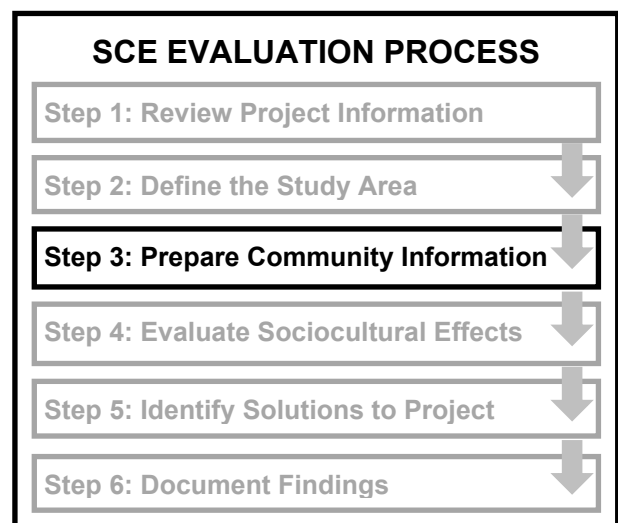 SCE EVALUATION PROCESS
Step 1: Review Project Information
Step 2: Define the Study Area
Step 3: Prepare Community Information
Step 4: Evaluate Sociocultural Effects
Step 5: Identify Solutions to Project
Step 6: Document Findings